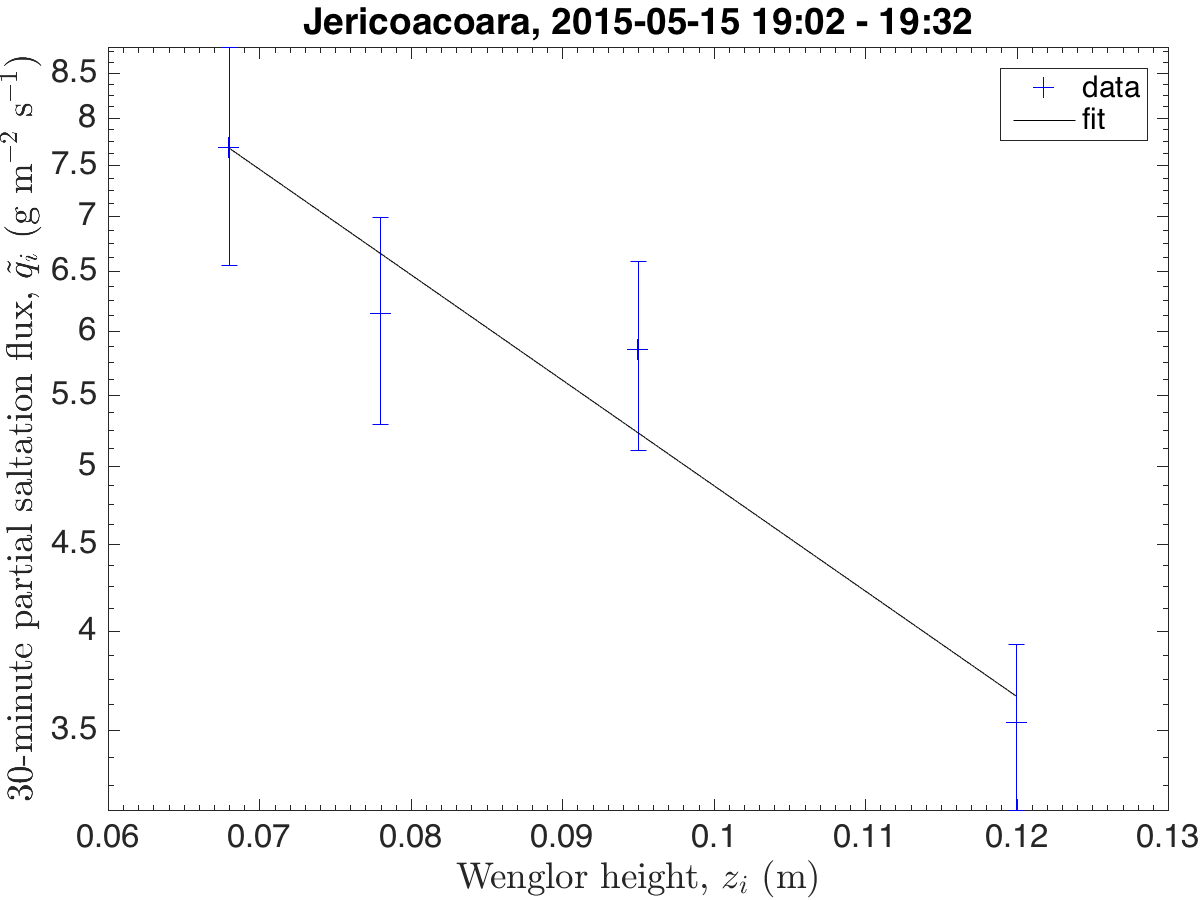 Jericoacoara, 2015-05-15 19:02 - 19:32
30-minute partial saltation flux, q̃ᵢ (g m⁻² s⁻¹)
8.5
8
7.5
7
6.5
6
5.5
5
4.5
4
3.5
data
fit
0.06 0.07 0.08 0.09 0.1 0.11 0.12 0.13
Wenglor height, zᵢ (m)